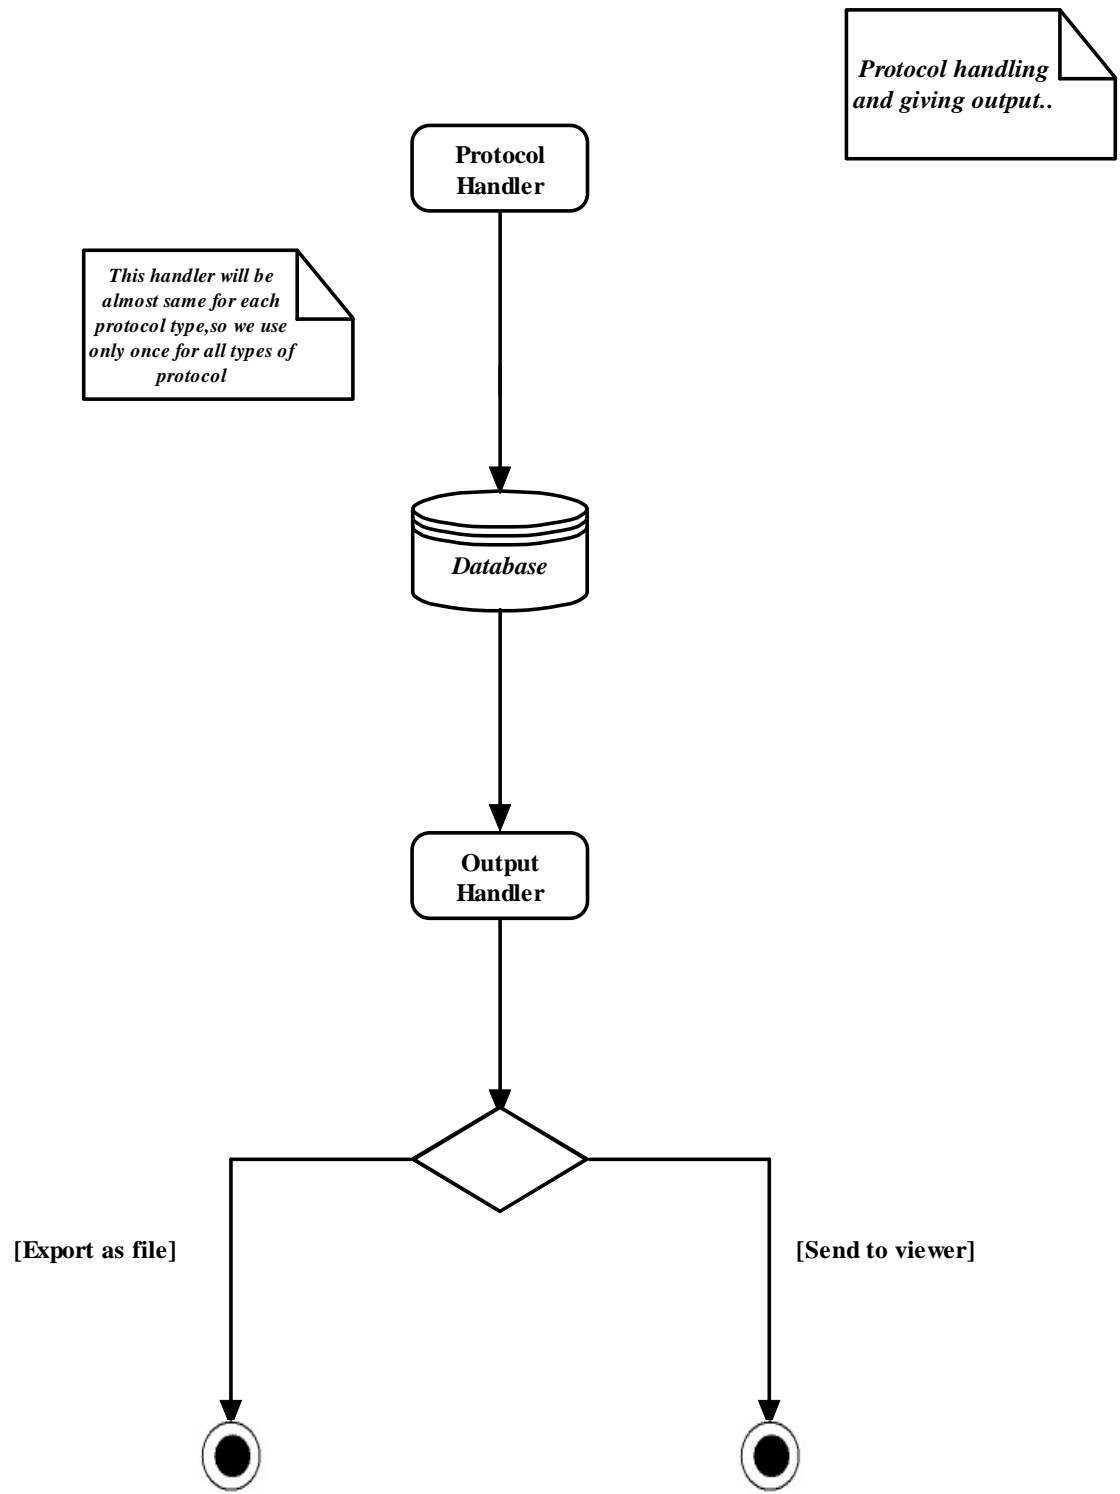 Protocol handling
and giving output..
Protocol
Handler
This handler will be
almost same for each
protocol type,so we use
only once for all types of
protocol
Database
Output
Handler
[Export as file]
[Send to viewer]